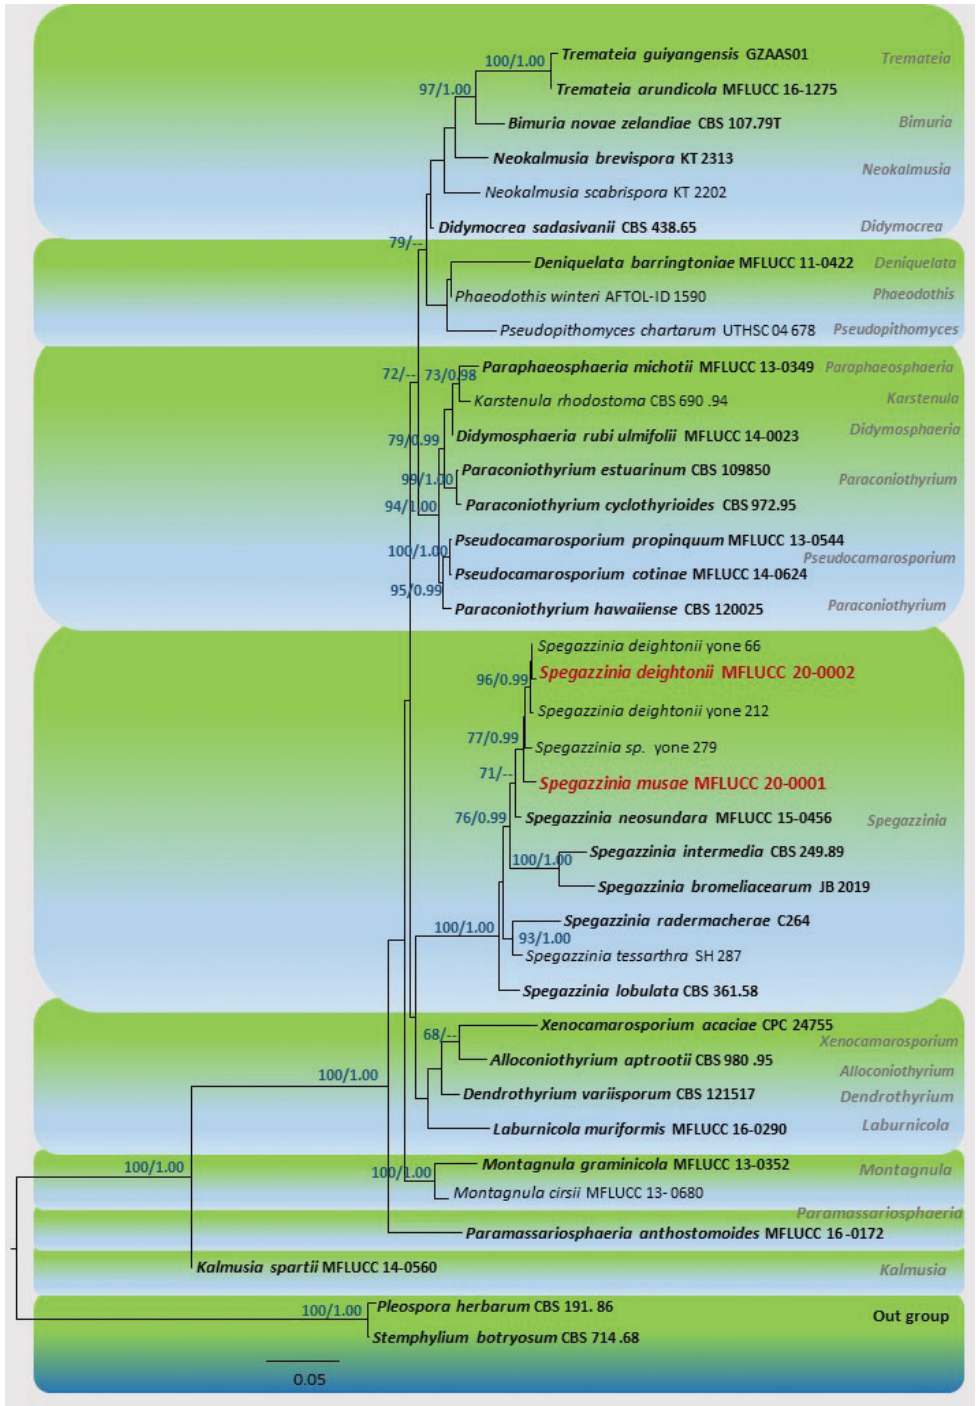 Tremateia guiyangensis GZAAS01
Tremateia
100/1.00
97/1.00
Tremateia arundicola MFLUCC 16-1275
Bimuria novae zelandiae CBS 107.79T
Bimuria
Neokalmusia brevispora KT 2313
Neokalmusia
Neokalmusia scabrispora KT 2202
Didymocrea sadasivanii CBS 438.65
Didymocrea
79/--
Deniquelata barringtoniae MFLUCC 11-0422
Deniquelata
Phaeodothis winteri AFTOL-ID 1590
Phaeodothis
Pseudopithomyces chartarum UTHSC 04 678
Pseudopithomyces
72/--
73/0.98
Paraphaeosphaeria michotii MFLUCC 13-0349
Paraphaeosphaeria
Karstenula rhodostoma CBS 690 .94
Karstenula
79/0.99
Didymosphaeria rubi ulmifolii MFLUCC 14-0023
Didymosphaeria
Paraconiothyrium estuarinum CBS 109850
99/1.00
Paraconiothyrium
94/1.00
Paraconiothyrium cyclothyrioides CBS 972.95
Pseudocamarosporium propinquum MFLUCC 13-0544
100/1.00
Pseudocamarosporium
Pseudocamarosporium cotinae MFLUCC 14-0624
95/0.99
Paraconiothyrium hawaiiense CBS 120025
Paraconiothyrium
Spegazzinia deightonii yone 66
96/0.99
Spegazzinia deightonii MFLUCC 20-0002
Spegazzinia deightonii yone 212
77/0.99
Spegazzinia sp. yone 279
71/--
Spegazzinia musae MFLUCC 20-0001
76/0.99
Spegazzinia neosundara MFLUCC 15-0456
Spegazzinia
Spegazzinia intermedia CBS 249.89
100/1.00
Spegazzinia bromeliacearum JB 2019
Spegazzinia radermacherae C264
100/1.00
93/1.00
Spegazzinia tessarthra SH 287
Spegazzinia lobulata CBS 361.58
Xenocamarosporium acaciae CPC 24755
68/--
Xenocamarosporium
Alloconiothyrium aptrootii CBS 980 .95
Alloconiothyrium
100/1.00
Dendrothyrium variisporum CBS 121517
Dendrothyrium
Laburnicola muriformis MFLUCC 16-0290
Laburnicola
100/1.00
100/1.00
Montagnula graminicola MFLUCC 13-0352
Montagnula
Montagnula cirsii MFLUCC 13- 0680
Paramassariosphaeria
Paramassariosphaeria anthostomoides MFLUCC 16 -0172
Kalmusia spartii MFLUCC 14-0560
Kalmusia
100/1.00
Pleospora herbarum CBS 191. 86
Out group
Stemphylium botryosum CBS 714 .68
0.05